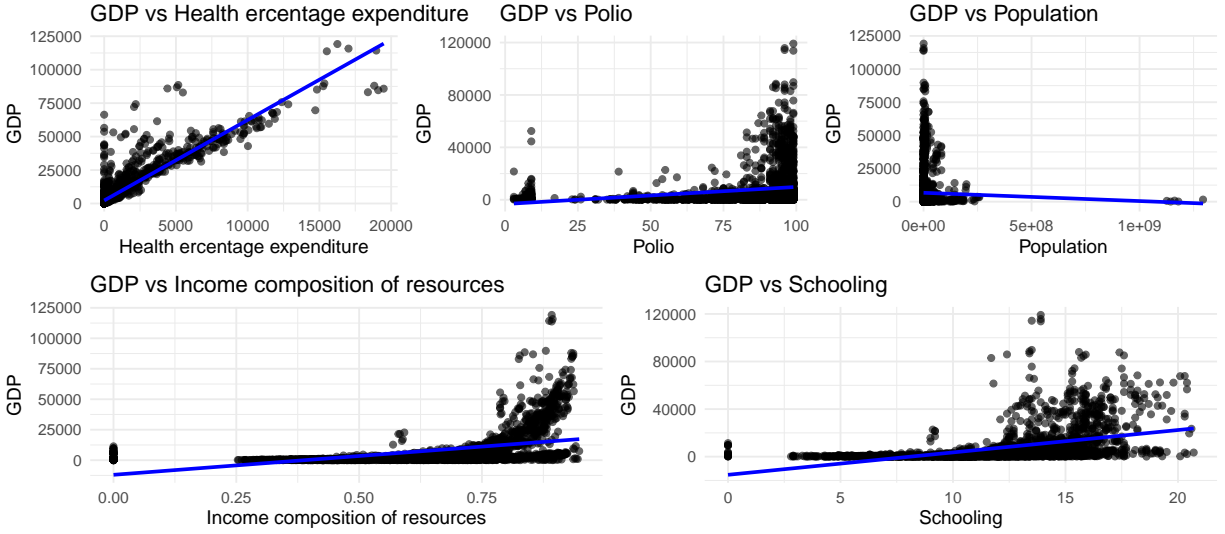 GDP vs Health ercentage expenditure
125000
100000
75000
50000
25000
0
GDP
0
5000
10000
15000
20000
Health ercentage expenditure
GDP vs Polio
120000
80000
40000
0
GDP
0
25
50
75
100
Polio
GDP vs Population
125000
100000
75000
50000
25000
0
GDP
0e+00
5e+08
1e+09
Population
GDP vs Income composition of resources
125000
100000
75000
50000
25000
0
GDP
0.00
0.25
0.50
0.75
Income composition of resources
GDP vs Schooling
120000
80000
40000
0
GDP
0
5
10
15
20
Schooling